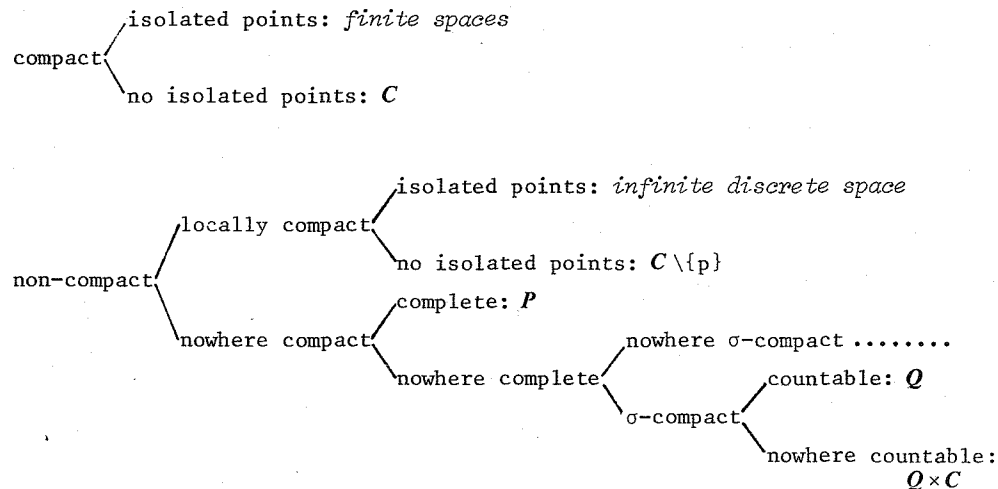 isolated points: finite spaces
compact
no isolated points: C
isolated points: infinite discrete space
locally compact
no isolated points: C\{p}
non-compact
complete: P
nowhere compact
nowhere σ-compact ........
nowhere complete
countable: Q
σ-compact
nowhere countable:
Q×C